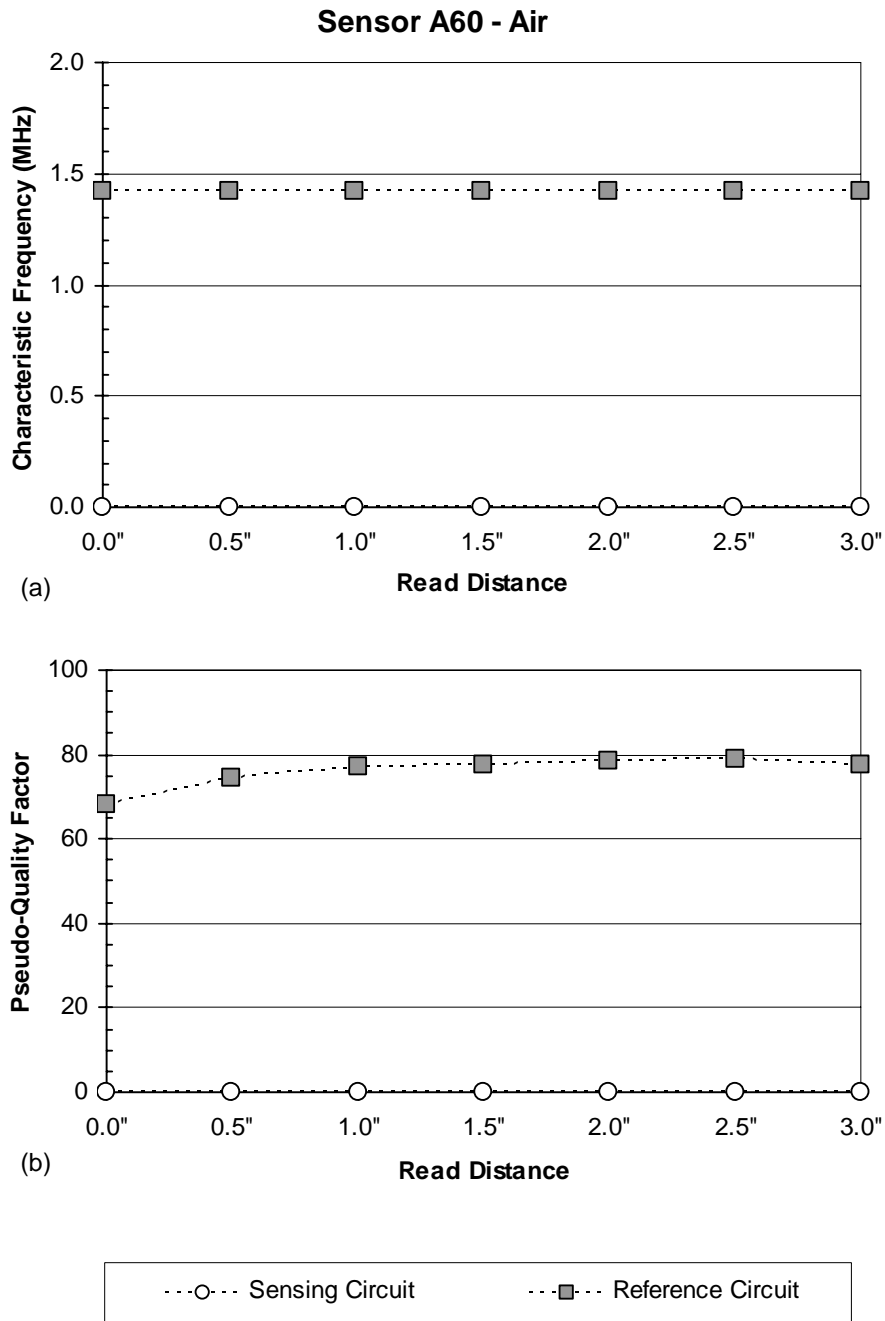 Sensor A60 - Air
Characteristic Frequency (MHz)
2.0
1.5
1.0
0.5
0.0
0.0" 0.5" 1.0" 1.5" 2.0" 2.5" 3.0"
Read Distance
(a)
Pseudo-Quality Factor
100
80
60
40
20
0
0.0" 0.5" 1.0" 1.5" 2.0" 2.5" 3.0"
Read Distance
(b)
Sensing Circuit Reference Circuit